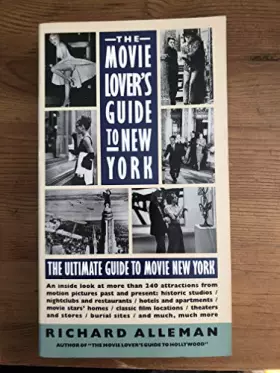 THE
MOVIE
LOVER'S
GUIDE
TO NEW
YORK
THE ULTIMATE GUIDE TO MOVIE NEW YORK
An inside look at more than 240 attractions from
motion pictures past and present: historic studios /
nightclubs and restaurants / hotels and apartments /
movie stars' homes / classic film locations / theaters
and stores / burial sites / and much, much more
RICHARD ALLEMAN
AUTHOR OF "THE MOVIE LOVER'S GUIDE TO HOLLYWOOD"